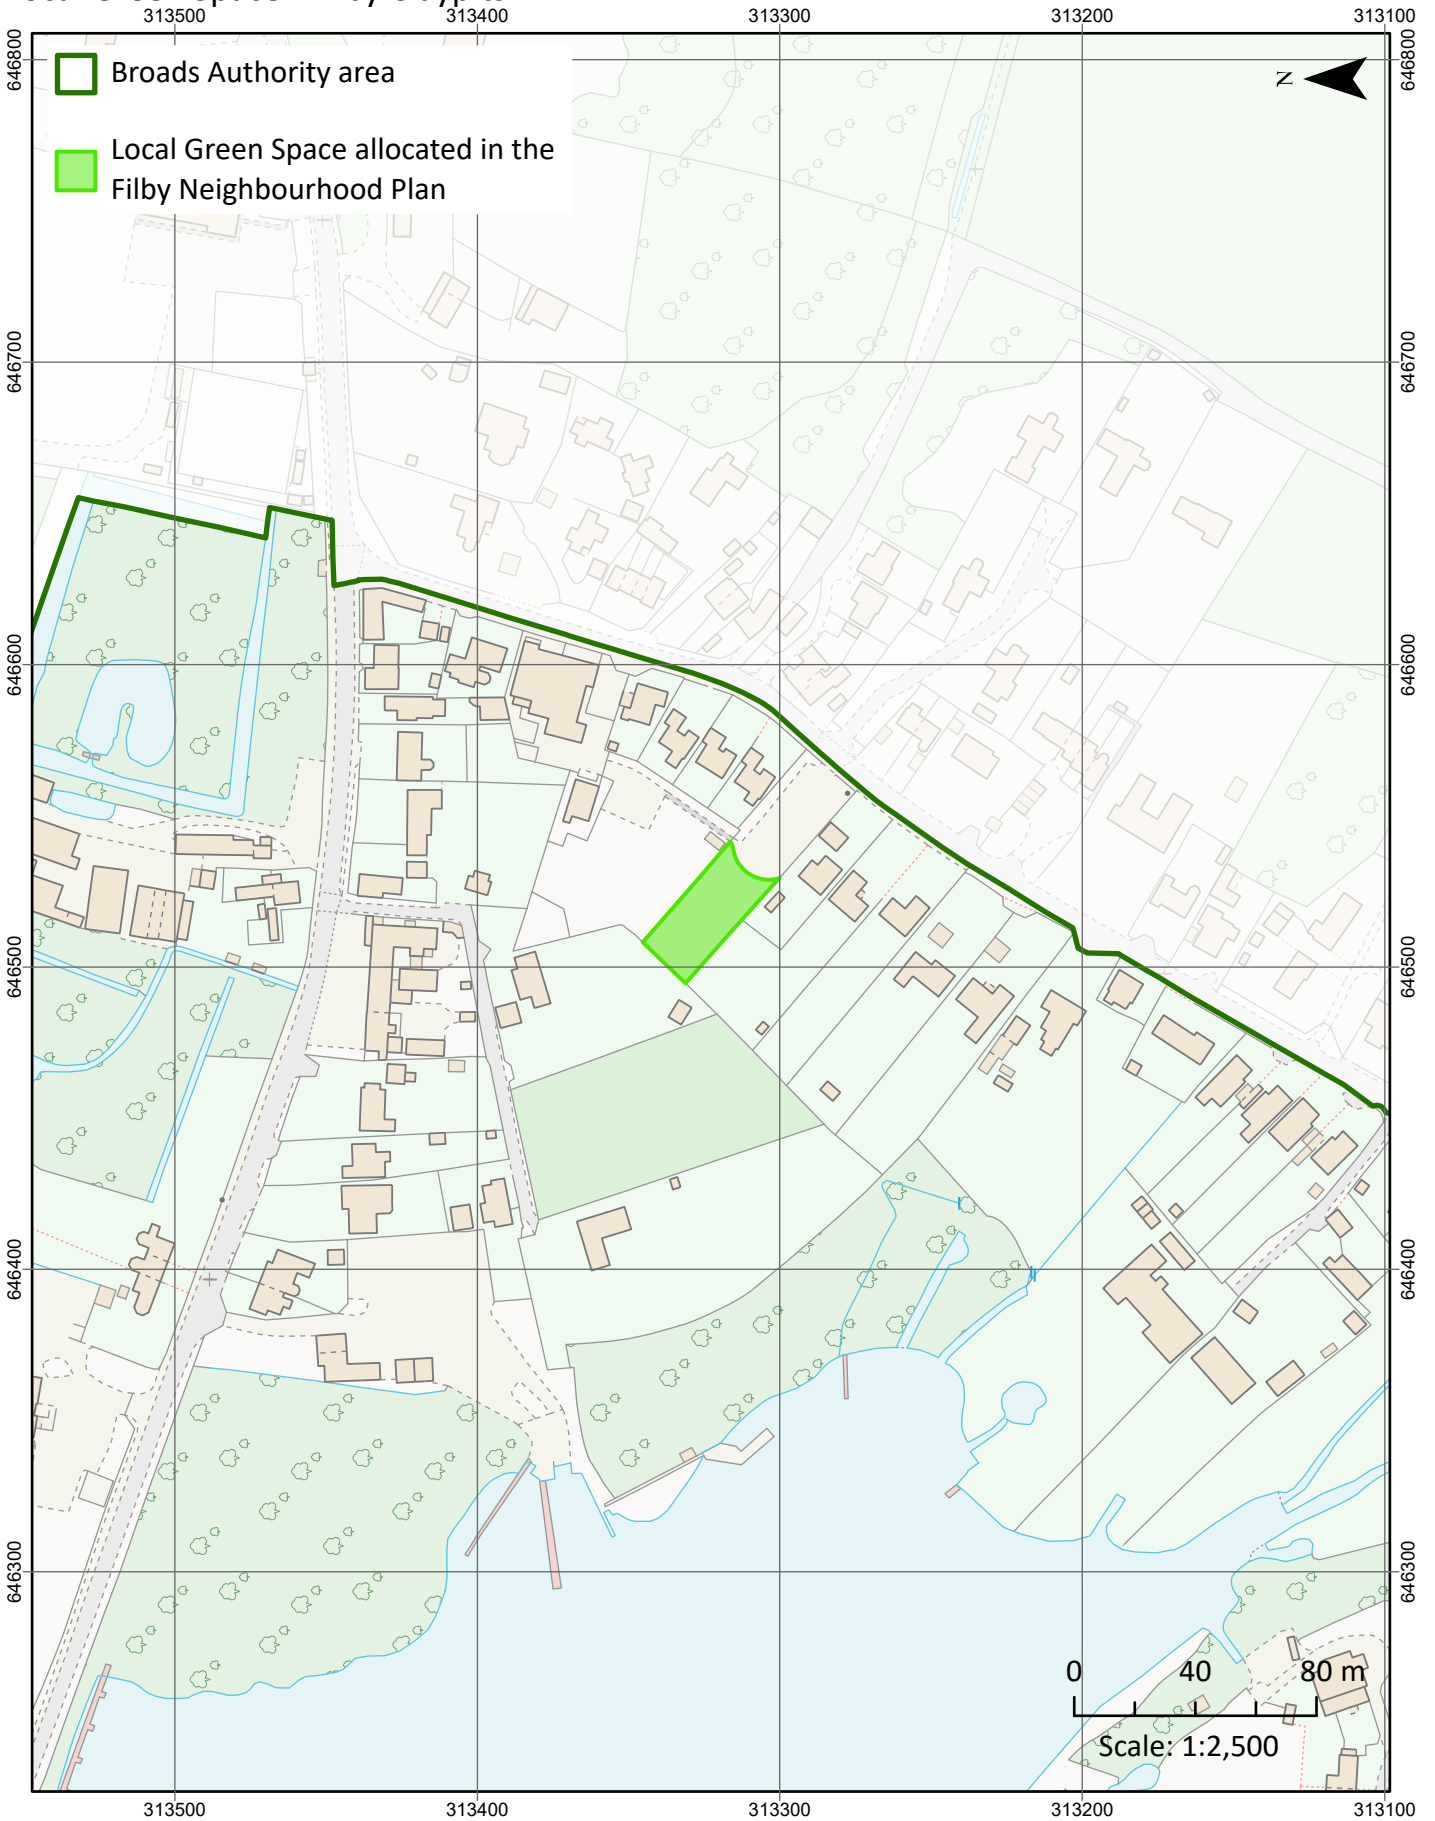 313500 313400 313300 313200 313100
646800 646800
Broads Authority area
N
Local Green Space allocated in the
Filby Neighbourhood Plan
646700 646700
646600 646600
646500 646500
646400 646400
646300 646300
0 40 80 m
Scale: 1:2,500
313500 313400 313300 313200 313100